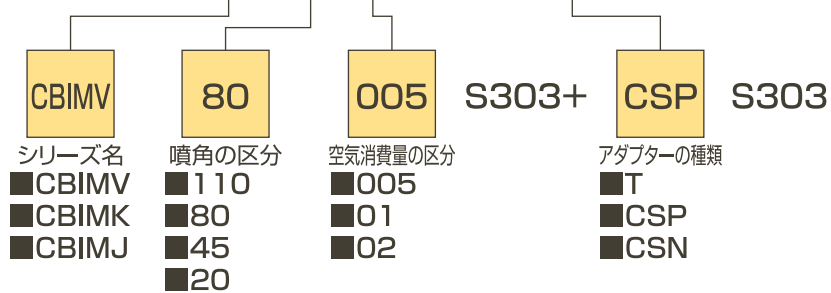 CBIMV 80 005 S303+ CSP S303
シリーズ名 噴角の区分 空気消費量の区分 アダプターの種類
■CBIMV ■110 ■005 ■T
■CBIMK ■80 ■01 ■CSP
■CBIMJ ■45 ■02 ■CSN
■20